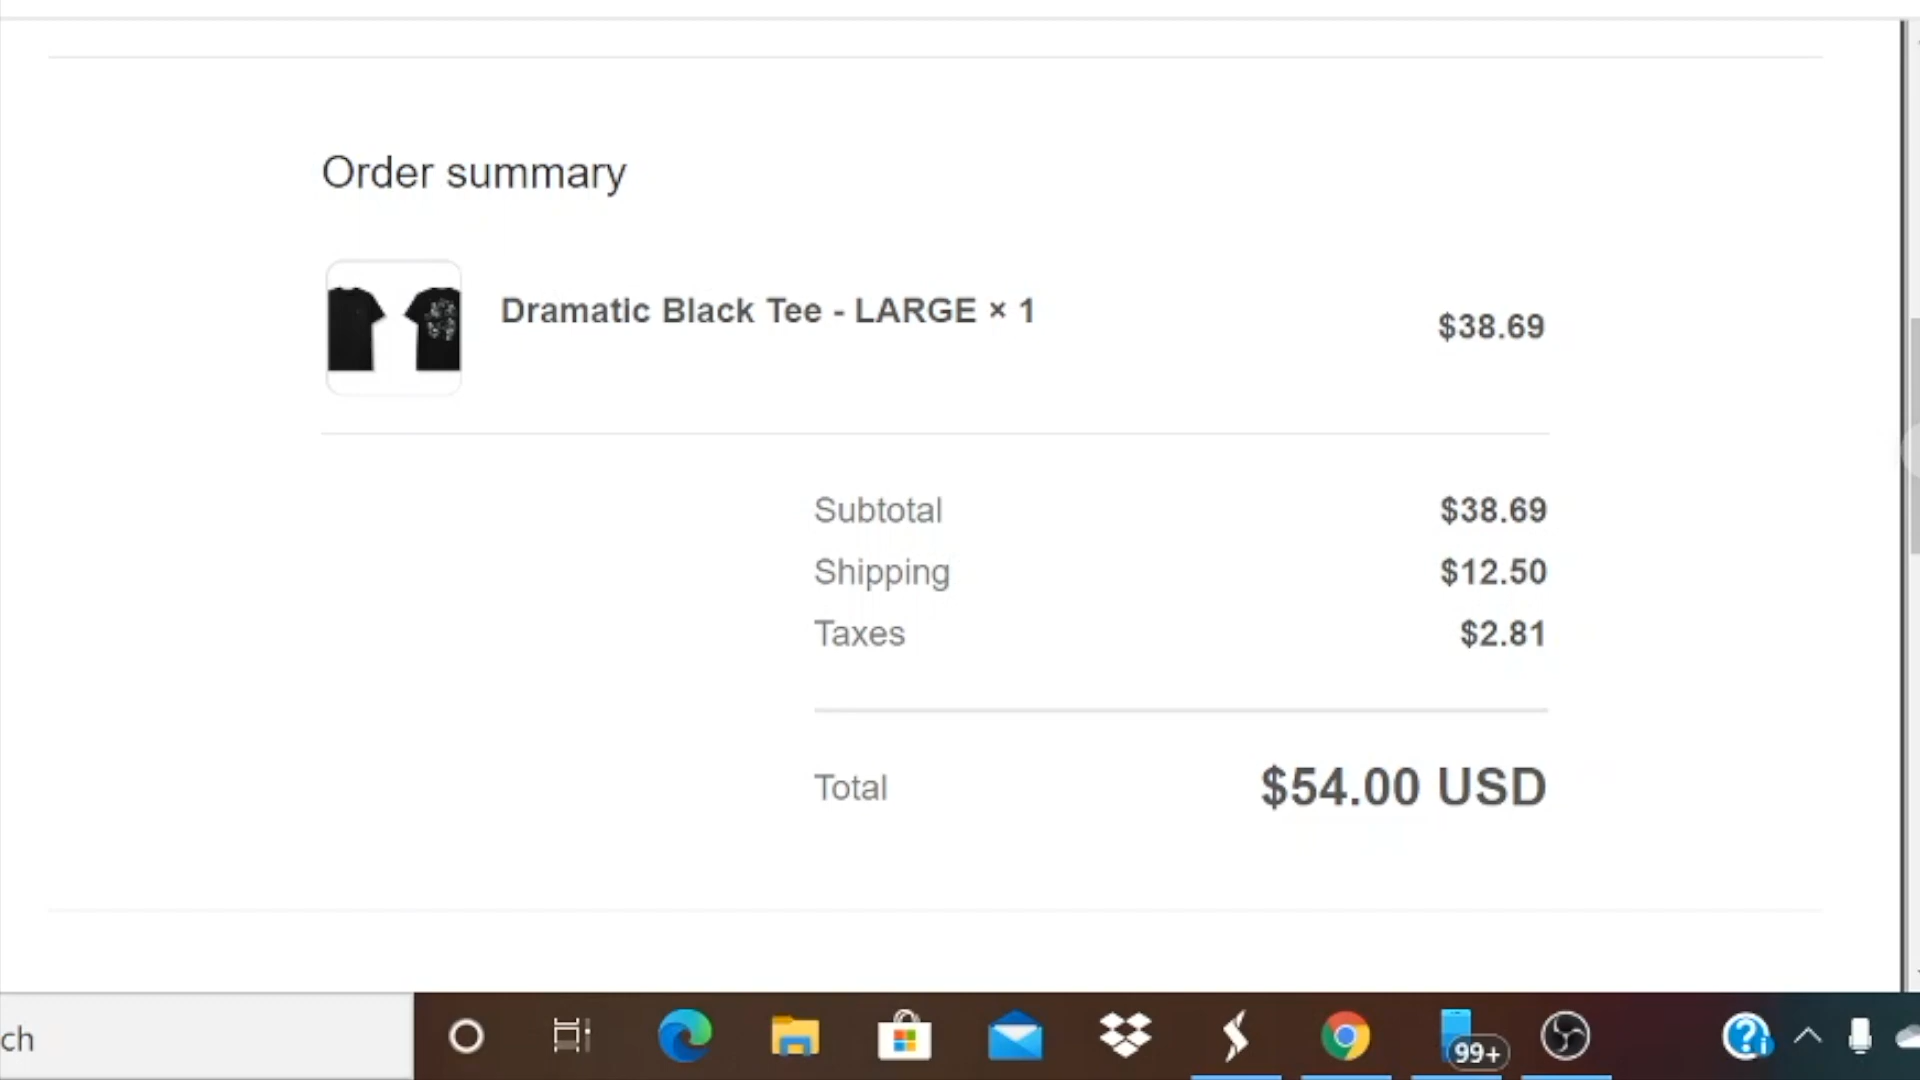 Order summary
Dramatic Black Tee - LARGE × 1
$38.69
Subtotal $38.69
Shipping $12.50
Taxes $2.81
Total $54.00 USD
ch
99+